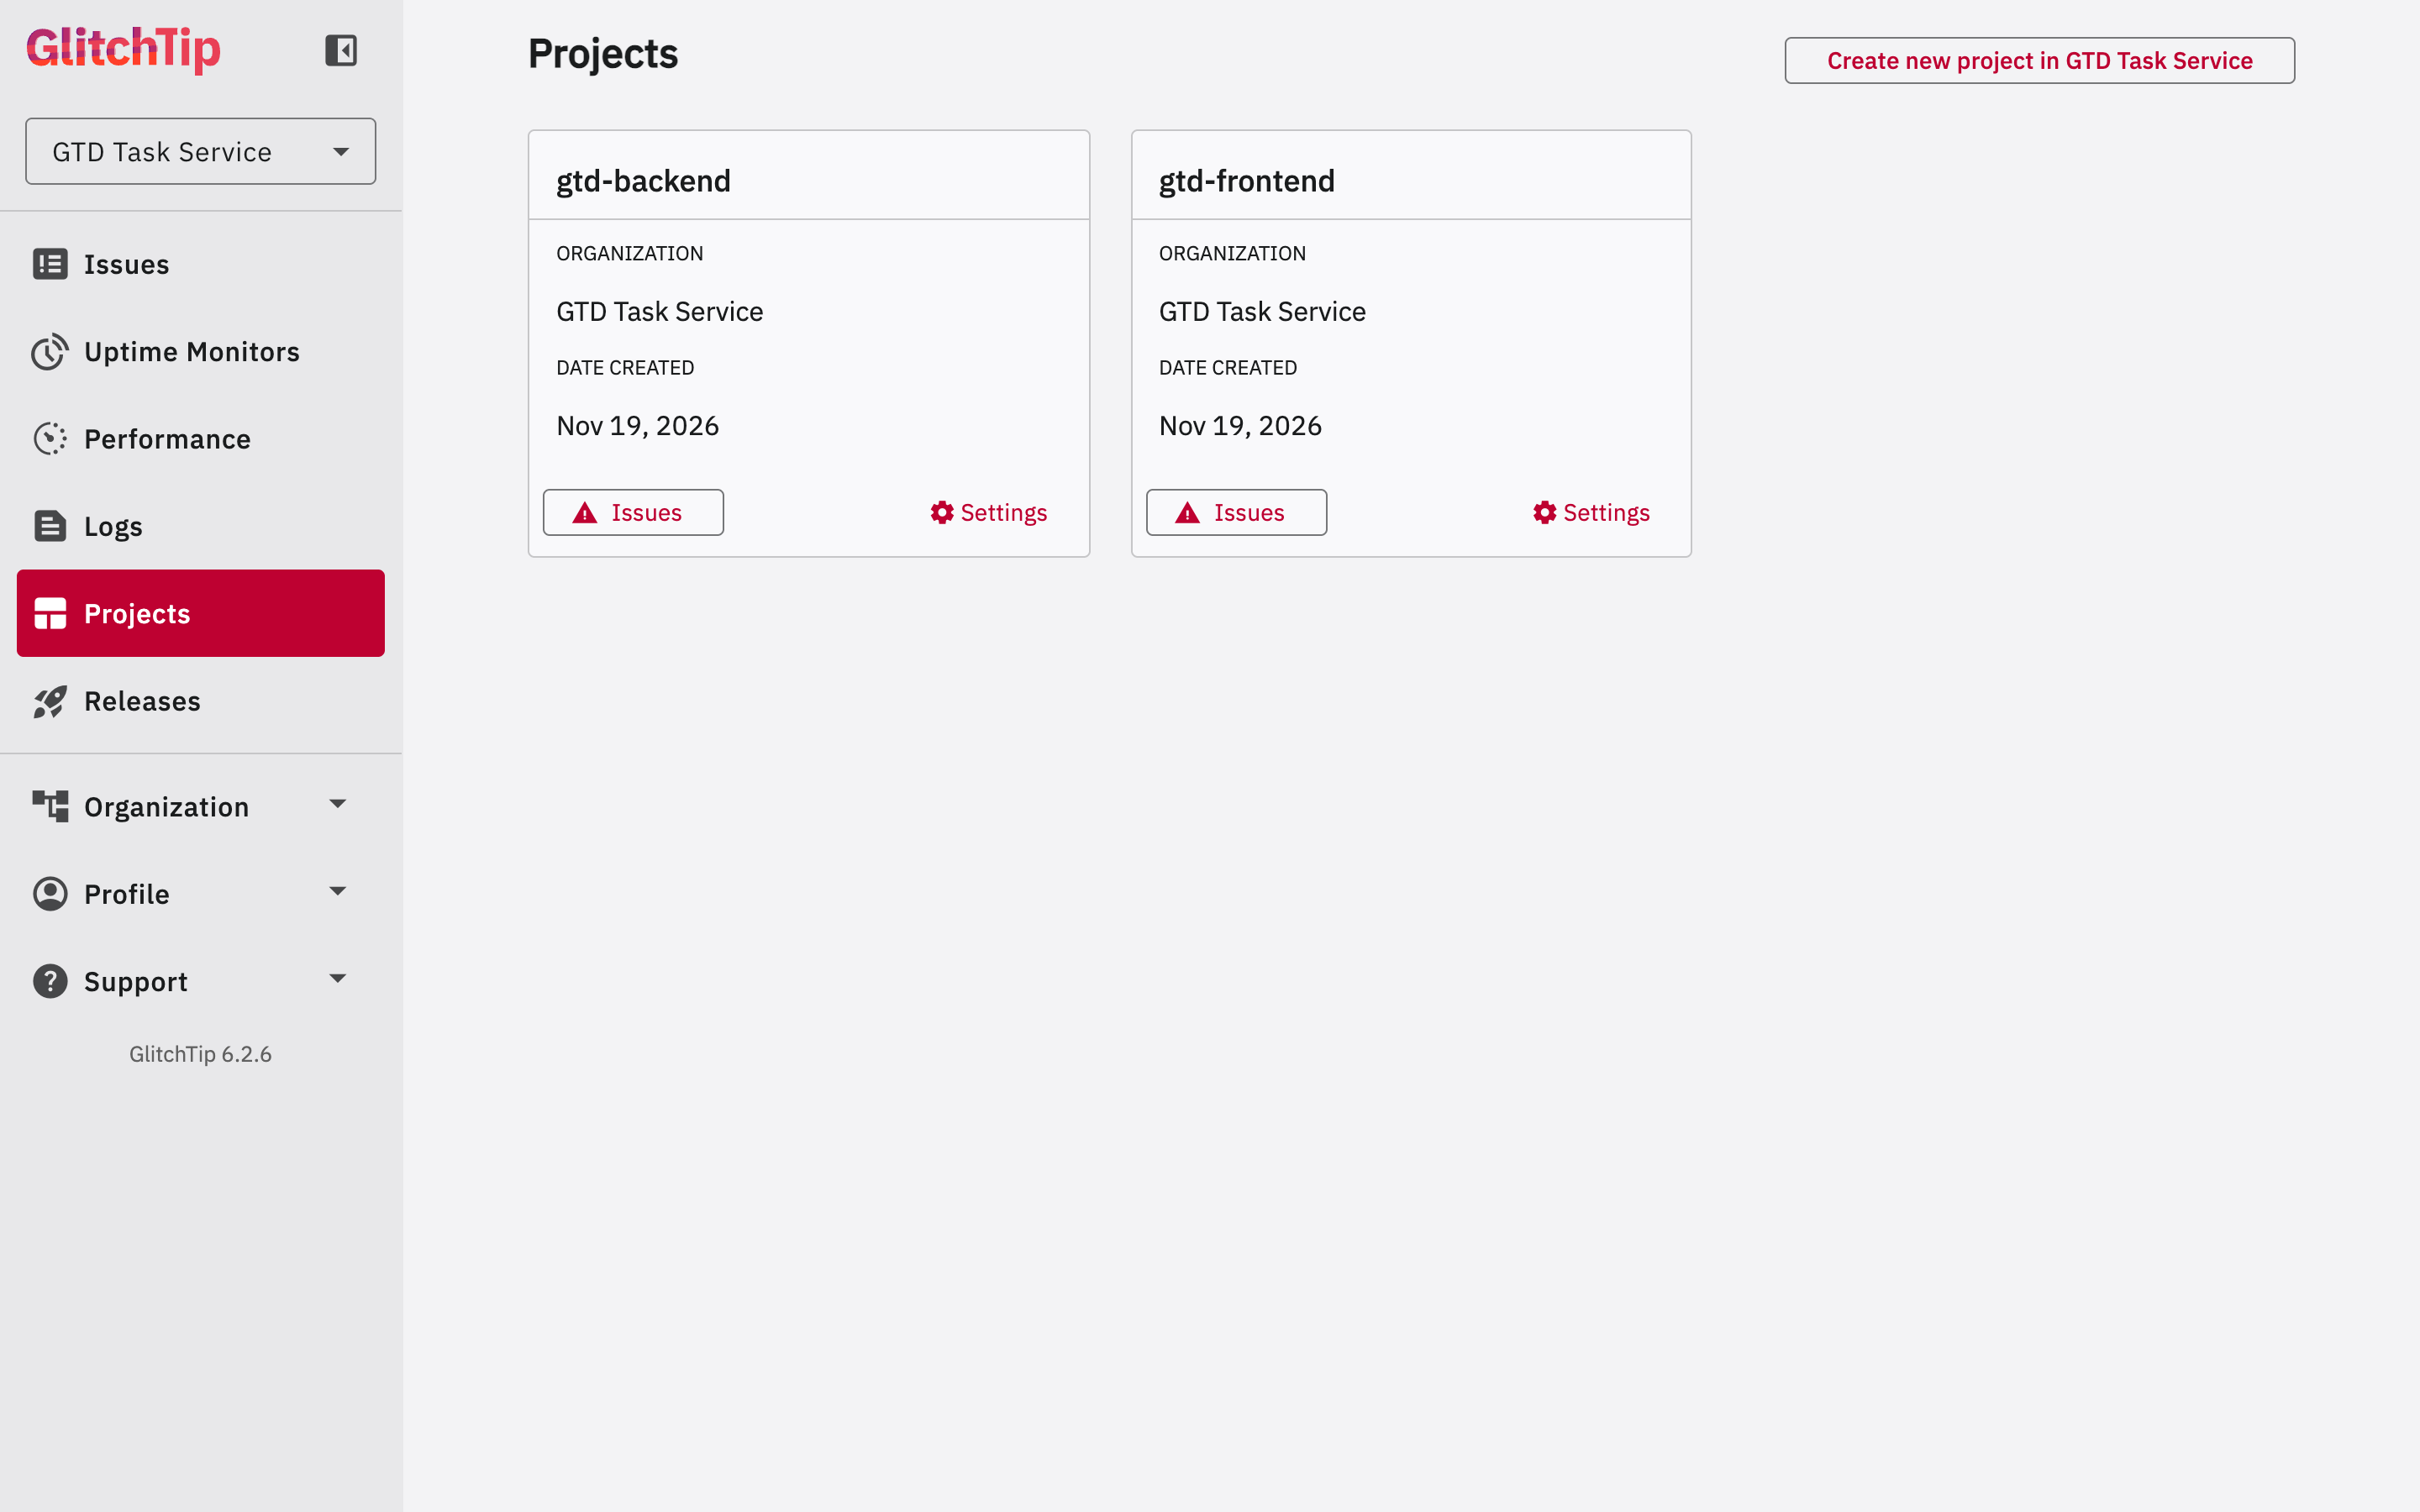 GlitchTip
GTD Task Service
Issues
Uptime Monitors
Performance
Logs
Projects
Releases
Organization
Profile
Support
GlitchTip 6.2.6
Projects
Create new project in GTD Task Service
gtd-backend
ORGANIZATION
GTD Task Service
DATE CREATED
Nov 19, 2026
Issues
Settings
gtd-frontend
ORGANIZATION
GTD Task Service
DATE CREATED
Nov 19, 2026
Issues
Settings